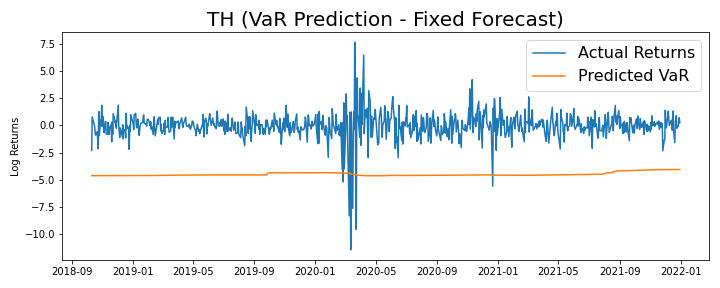 TH (VaR Prediction - Fixed Forecast)
Actual Returns
Predicted VaR
Log Returns
7.5
5.0
2.5
0.0
−2.5
−5.0
−7.5
−10.0
2018-09 2019-01 2019-05 2019-09 2020-01 2020-05 2020-09 2021-01 2021-05 2021-09 2022-01